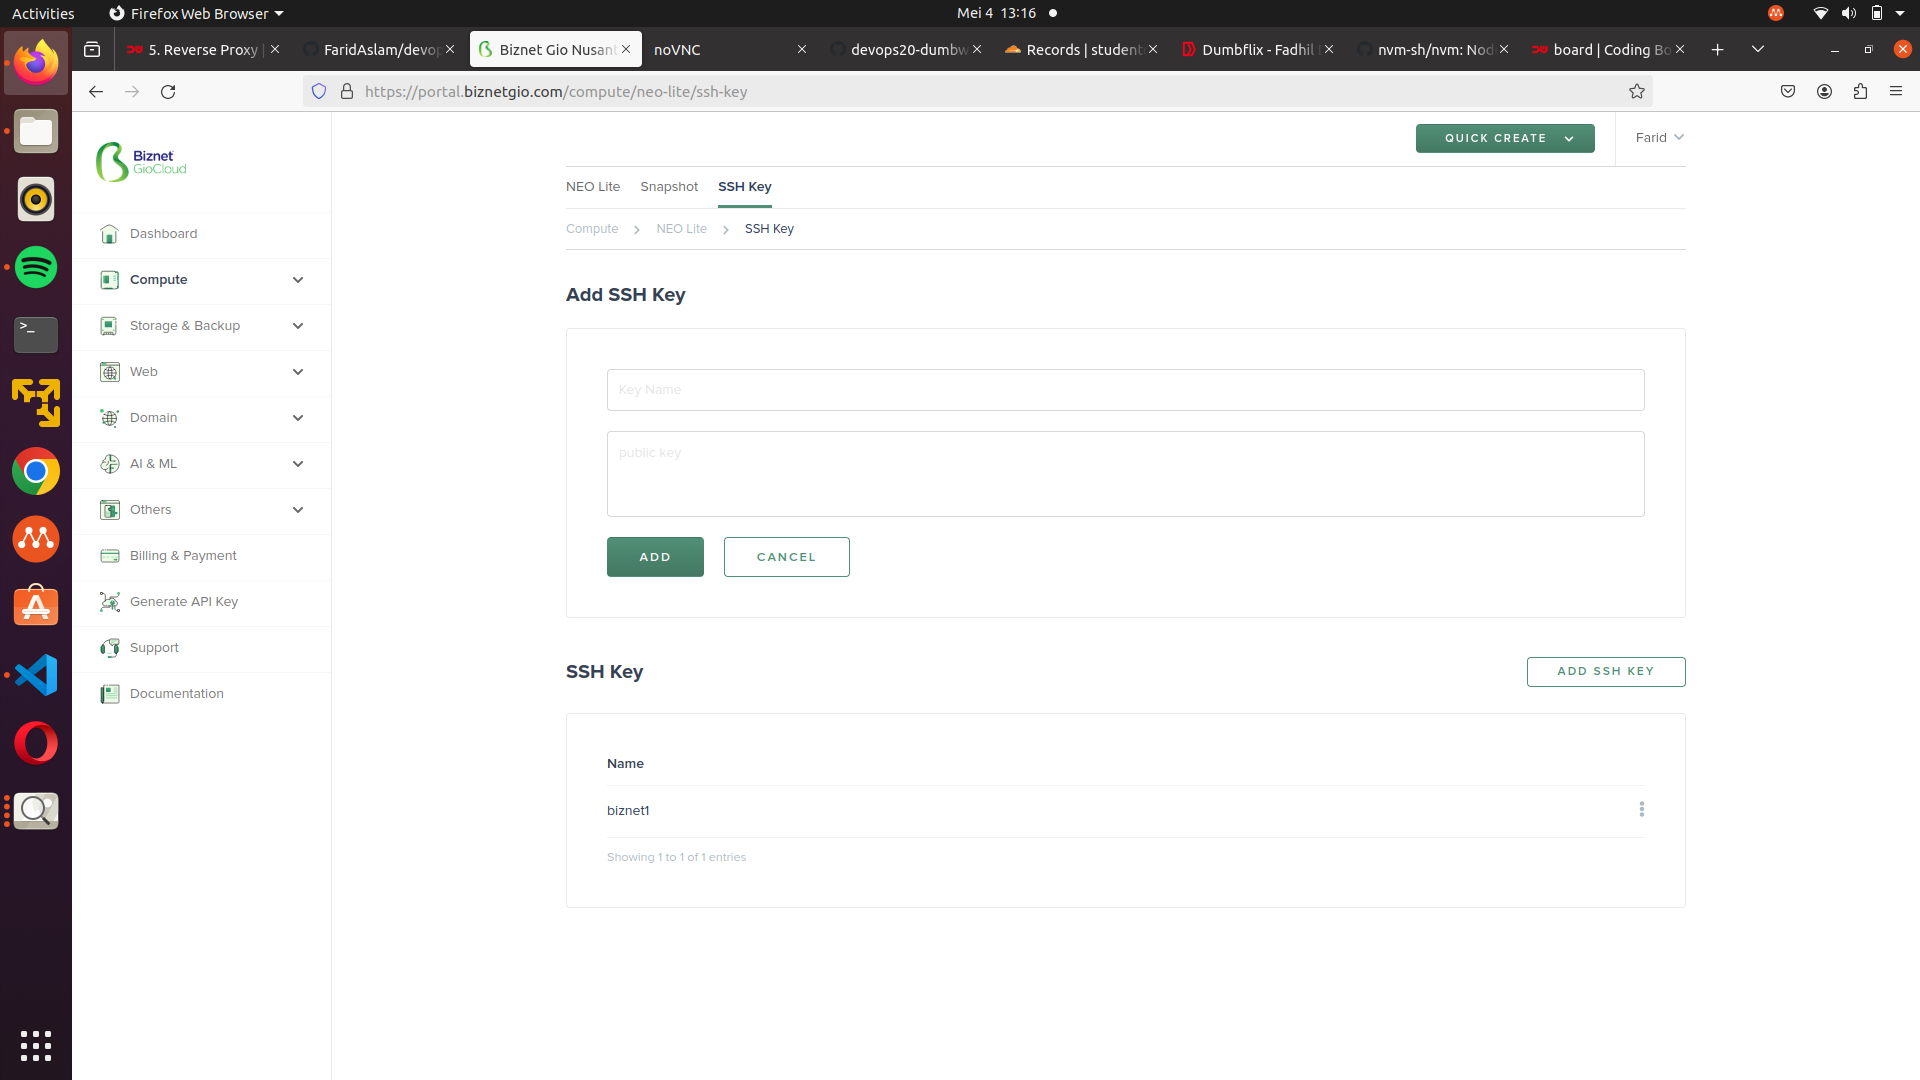 Activities
Firefox Web Browser
Mei 4 13:16
5. Reverse Proxy |
FaridAslam/devop
Biznet Gio Nusant
noVNC
devops20-dumbw
Records | student
Dumbflix - Fadhil
nvm-sh/nvm: Nod
board | Coding Bo
https://portal.biznetgio.com/compute/neo-lite/ssh-key
Biznet
GioCloud
QUICK CREATE
Farid
NEO Lite
Snapshot
SSH Key
Compute
NEO Lite
SSH Key
Dashboard
Compute
Storage & Backup
Web
Domain
AI & ML
Others
Billing & Payment
Generate API Key
Support
Documentation
Add SSH Key
Key Name
public key
ADD
CANCEL
SSH Key
ADD SSH KEY
Name
biznet1
Showing 1 to 1 of 1 entries